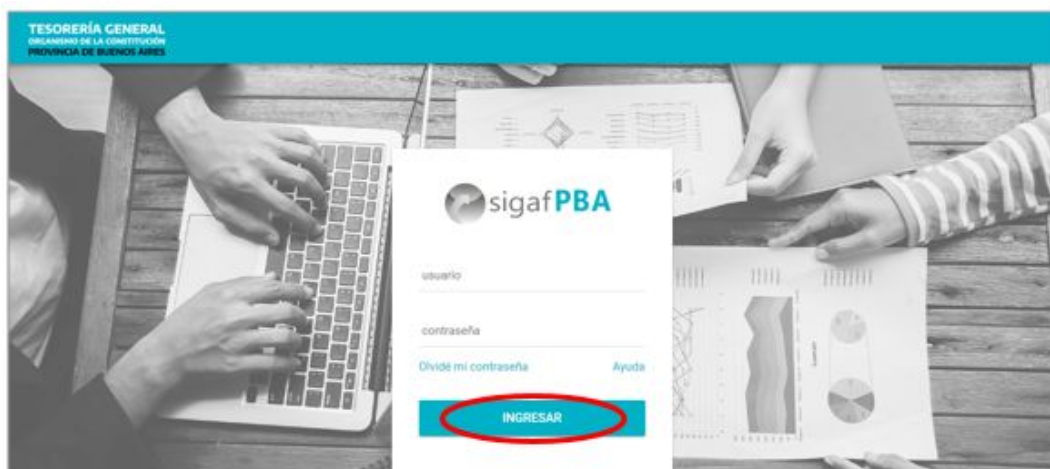 TESORERÍA GENERAL
ORGANISMO DE LA CONSTITUCIÓN
PROVINCIA DE BUENOS AIRES
sigafPBA
usuario
contraseña
Olvidé mi contraseña
Ayuda
INGRESAR